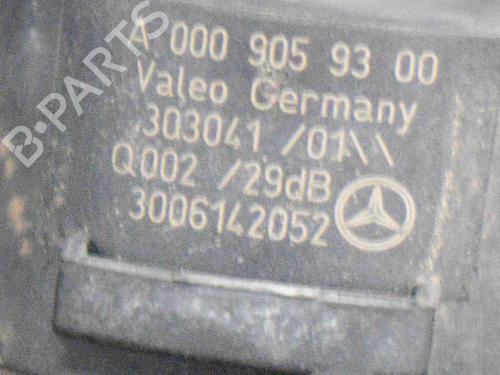 A 000 905 93 00
Valeo Germany
303041 /01\\
Q002 /29dB
3006142052
B-PARTS